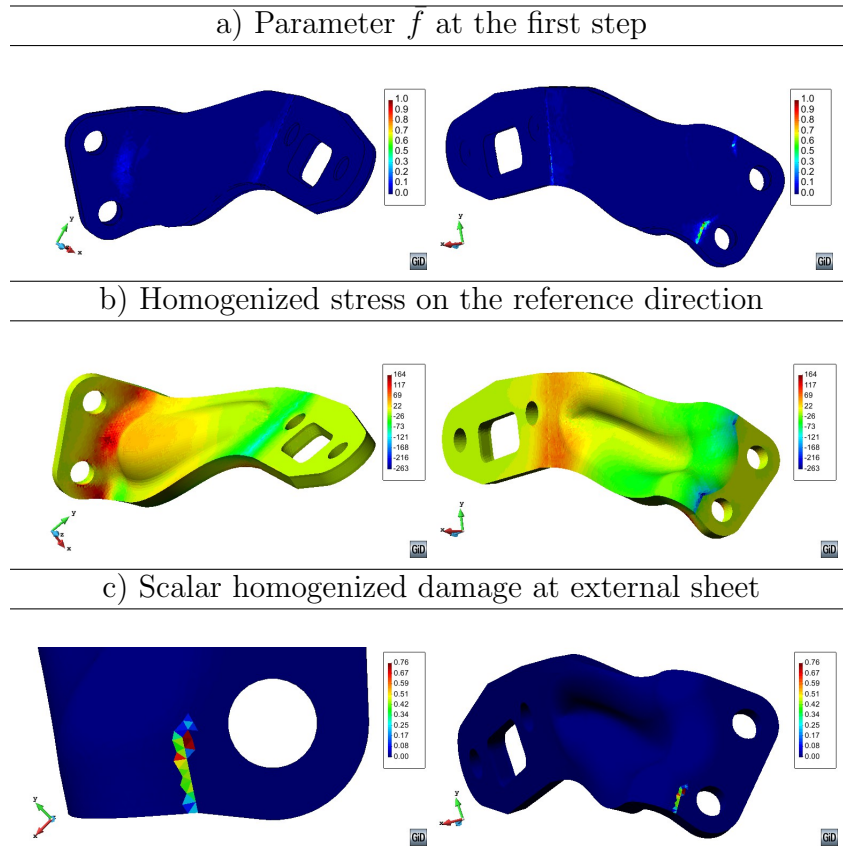 a) Parameter f̄ at the first step
1.0
0.9
0.8
0.7
0.6
0.5
0.4
0.3
0.2
0.1
0.0
y
x
GiD
1.0
0.9
0.8
0.7
0.6
0.5
0.4
0.3
0.2
0.1
0.0
y
x
GiD
b) Homogenized stress on the reference direction
164
117
69
22
-26
-73
-121
-168
-216
-263
y
z
x
GiD
164
117
69
22
-26
-73
-121
-168
-216
-263
y
x
GiD
c) Scalar homogenized damage at external sheet
0.76
0.67
0.59
0.51
0.42
0.34
0.25
0.17
0.08
0.00
y
x
GiD
0.76
0.67
0.59
0.51
0.42
0.34
0.25
0.17
0.08
0.00
y
x
GiD